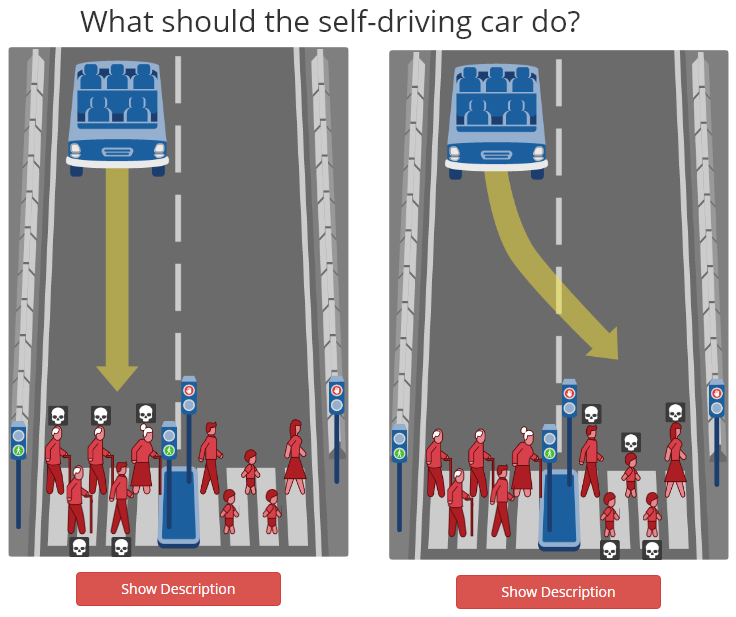 What should the self-driving car do?
Show Description
Show Description